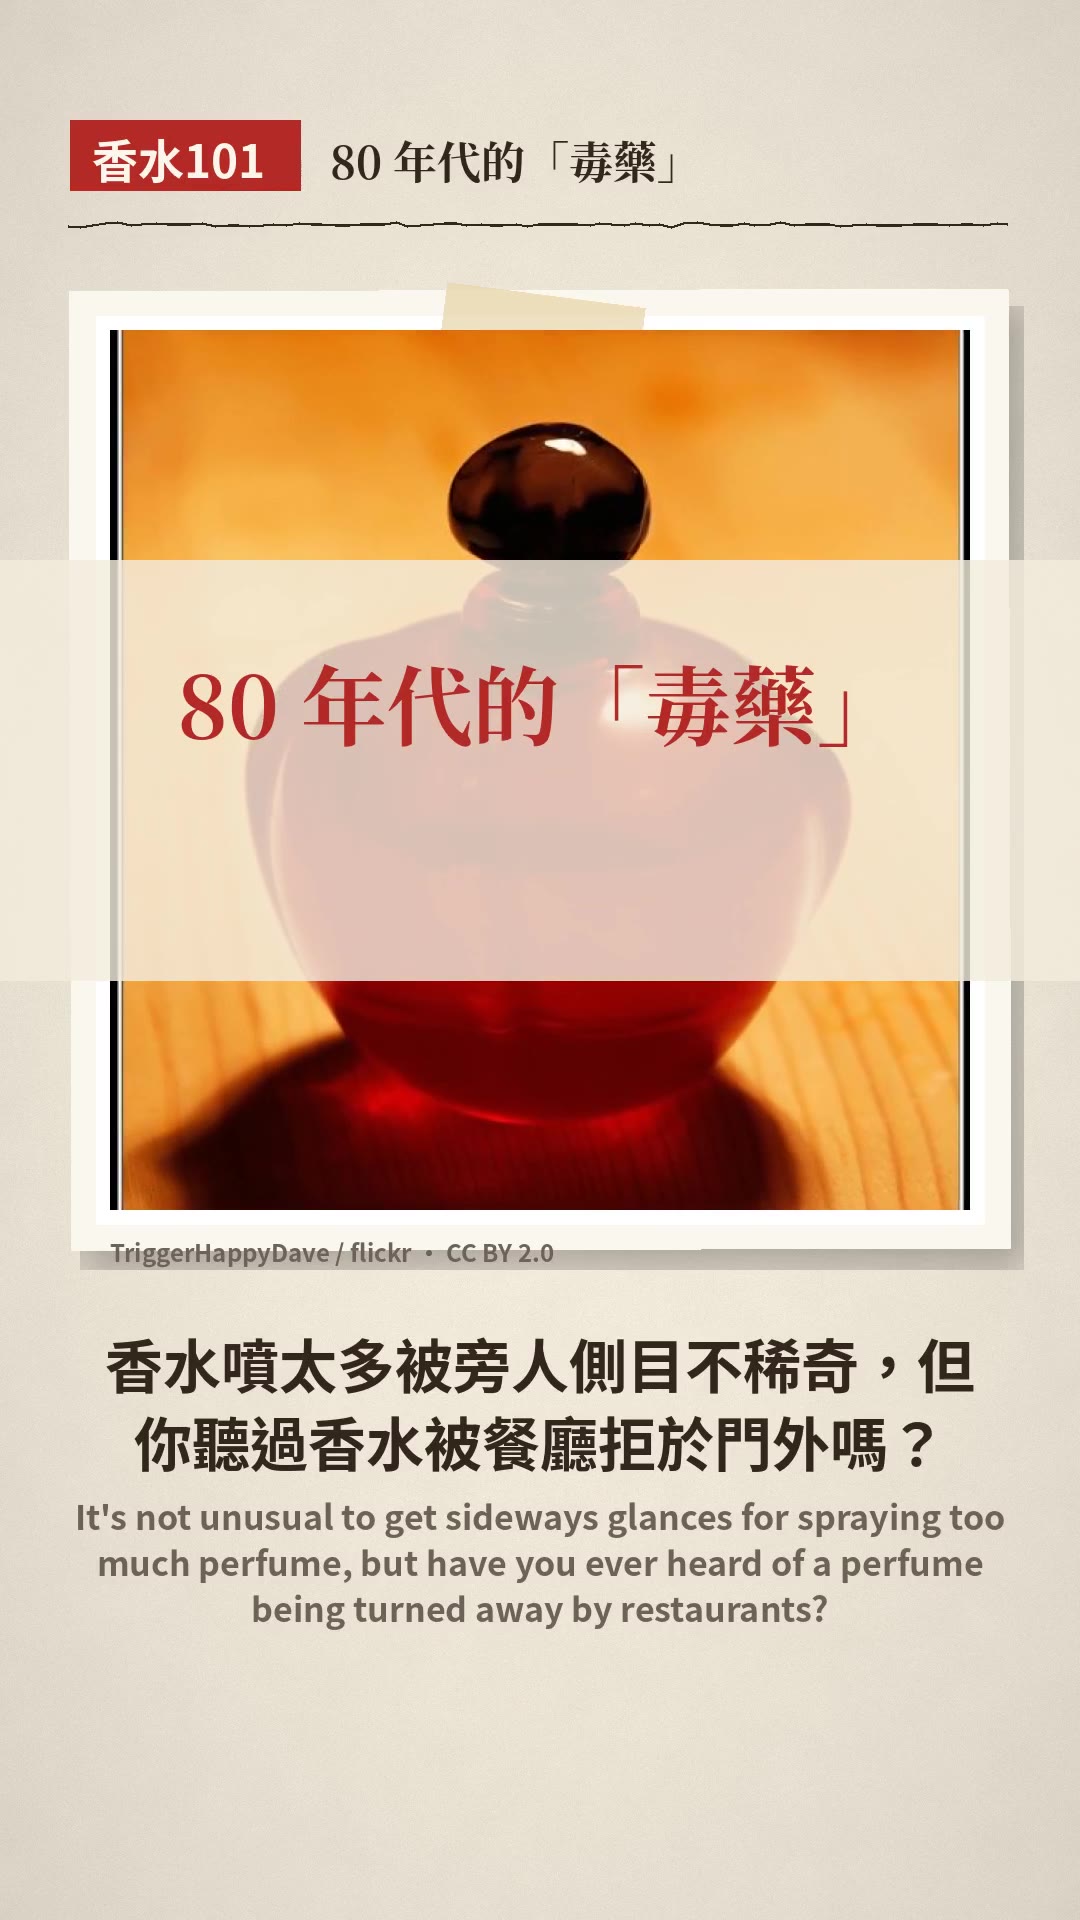 香水101
80 年代的「毒藥」
80 年代的「毒藥」
TriggerHappyDave / flickr ・ CC BY 2.0
香水噴太多被旁人側目不稀奇，但
你聽過香水被餐廳拒於門外嗎？
It's not unusual to get sideways glances for spraying too
much perfume, but have you ever heard of a perfume
being turned away by restaurants?